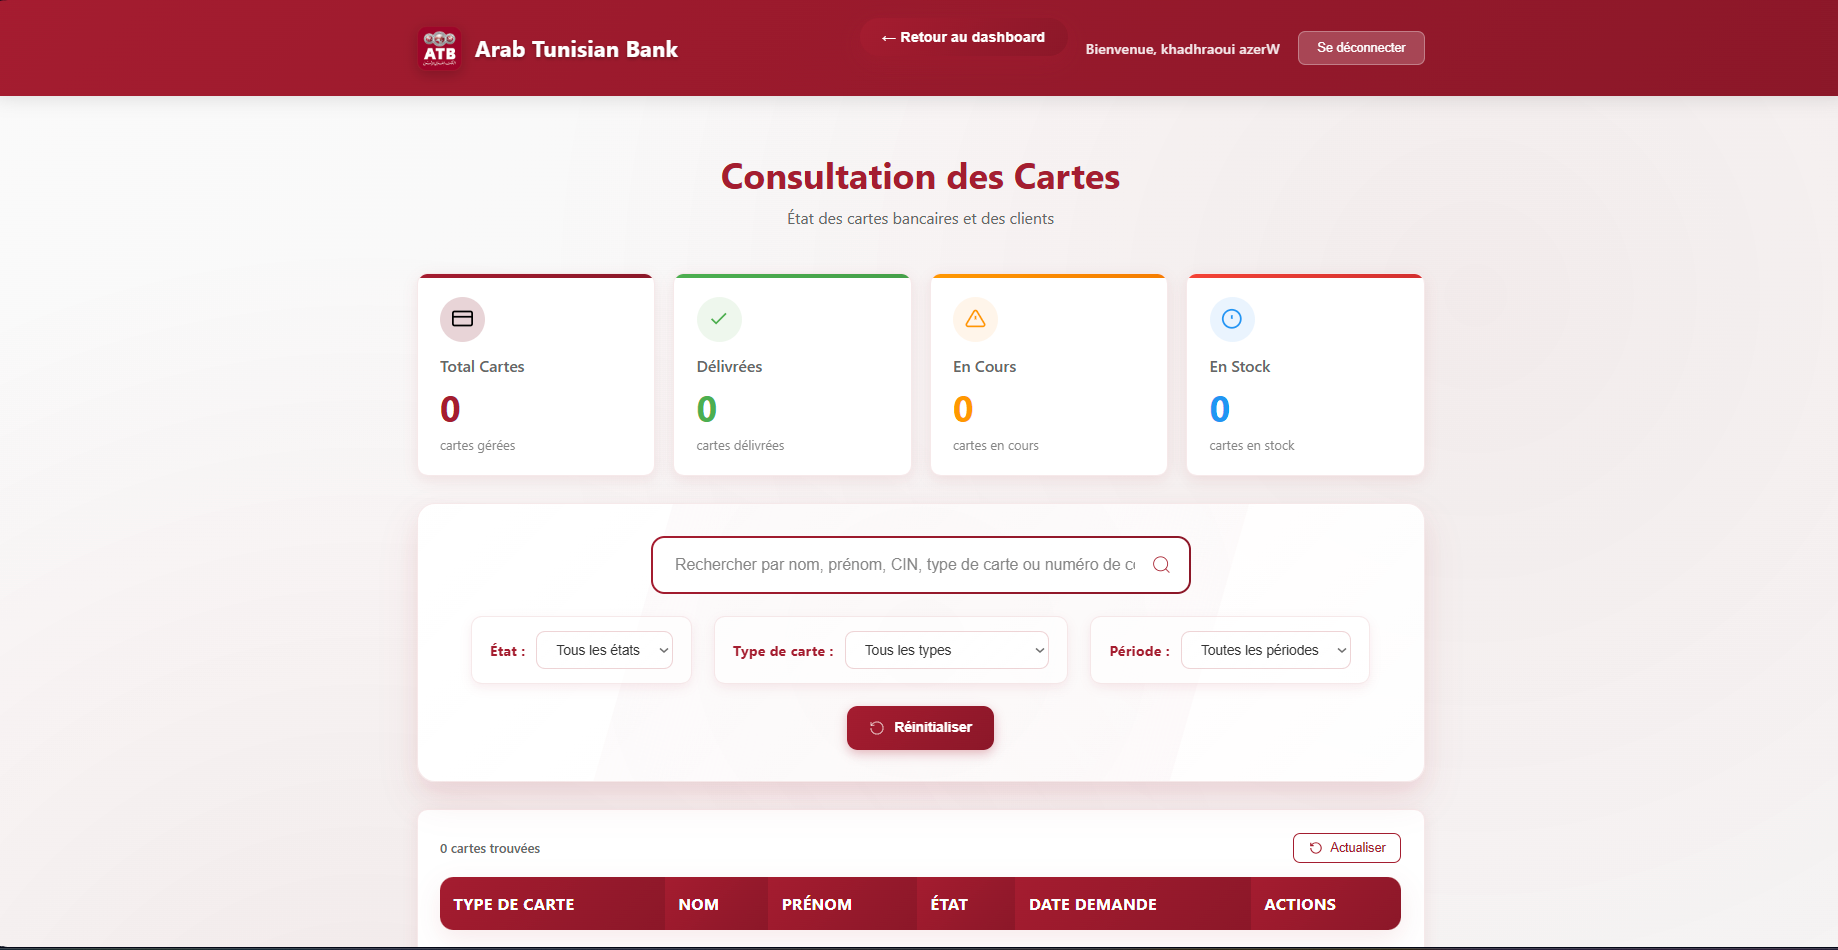 ATB
Arab Tunisian Bank
← Retour au dashboard
Bienvenue, khadhraoui azerW
Se déconnecter
Consultation des Cartes
État des cartes bancaires et des clients
Total Cartes
0
cartes gérées
Délivrées
0
cartes délivrées
En Cours
0
cartes en cours
En Stock
0
cartes en stock
Rechercher par nom, prénom, CIN, type de carte ou numéro de
État :
Tous les états
Type de carte :
Tous les types
Période :
Toutes les périodes
Réinitialiser
0 cartes trouvées
Actualiser
TYPE DE CARTE
NOM
PRÉNOM
ÉTAT
DATE DEMANDE
ACTIONS